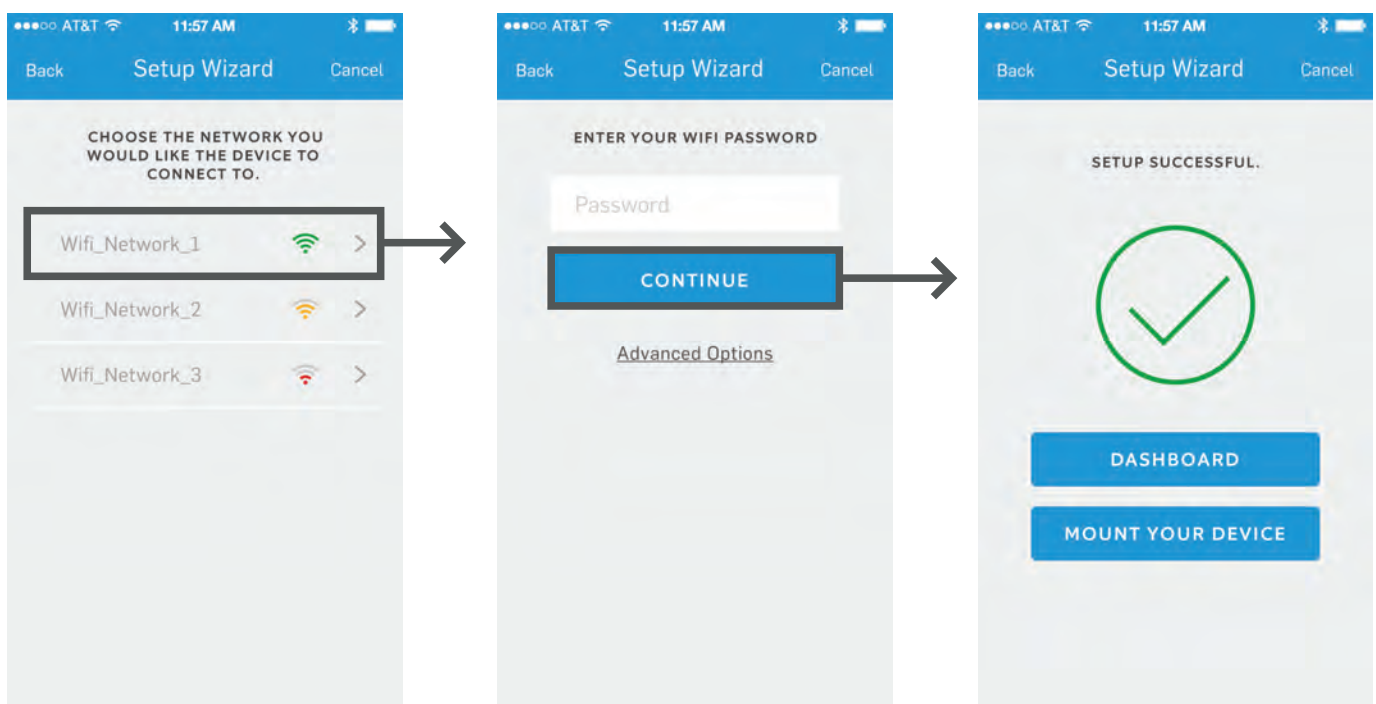 AT&T 11:57 AM
Back Setup Wizard Cancel
CHOOSE THE NETWORK YOU
WOULD LIKE THE DEVICE TO
CONNECT TO.
Wifi_Network_1
Wifi_Network_2
Wifi_Network_3
AT&T 11:57 AM
Back Setup Wizard Cancel
ENTER YOUR WIFI PASSWORD
Password
CONTINUE
Advanced Options
AT&T 11:57 AM
Back Setup Wizard Cancel
SETUP SUCCESSFUL.
DASHBOARD
MOUNT YOUR DEVICE